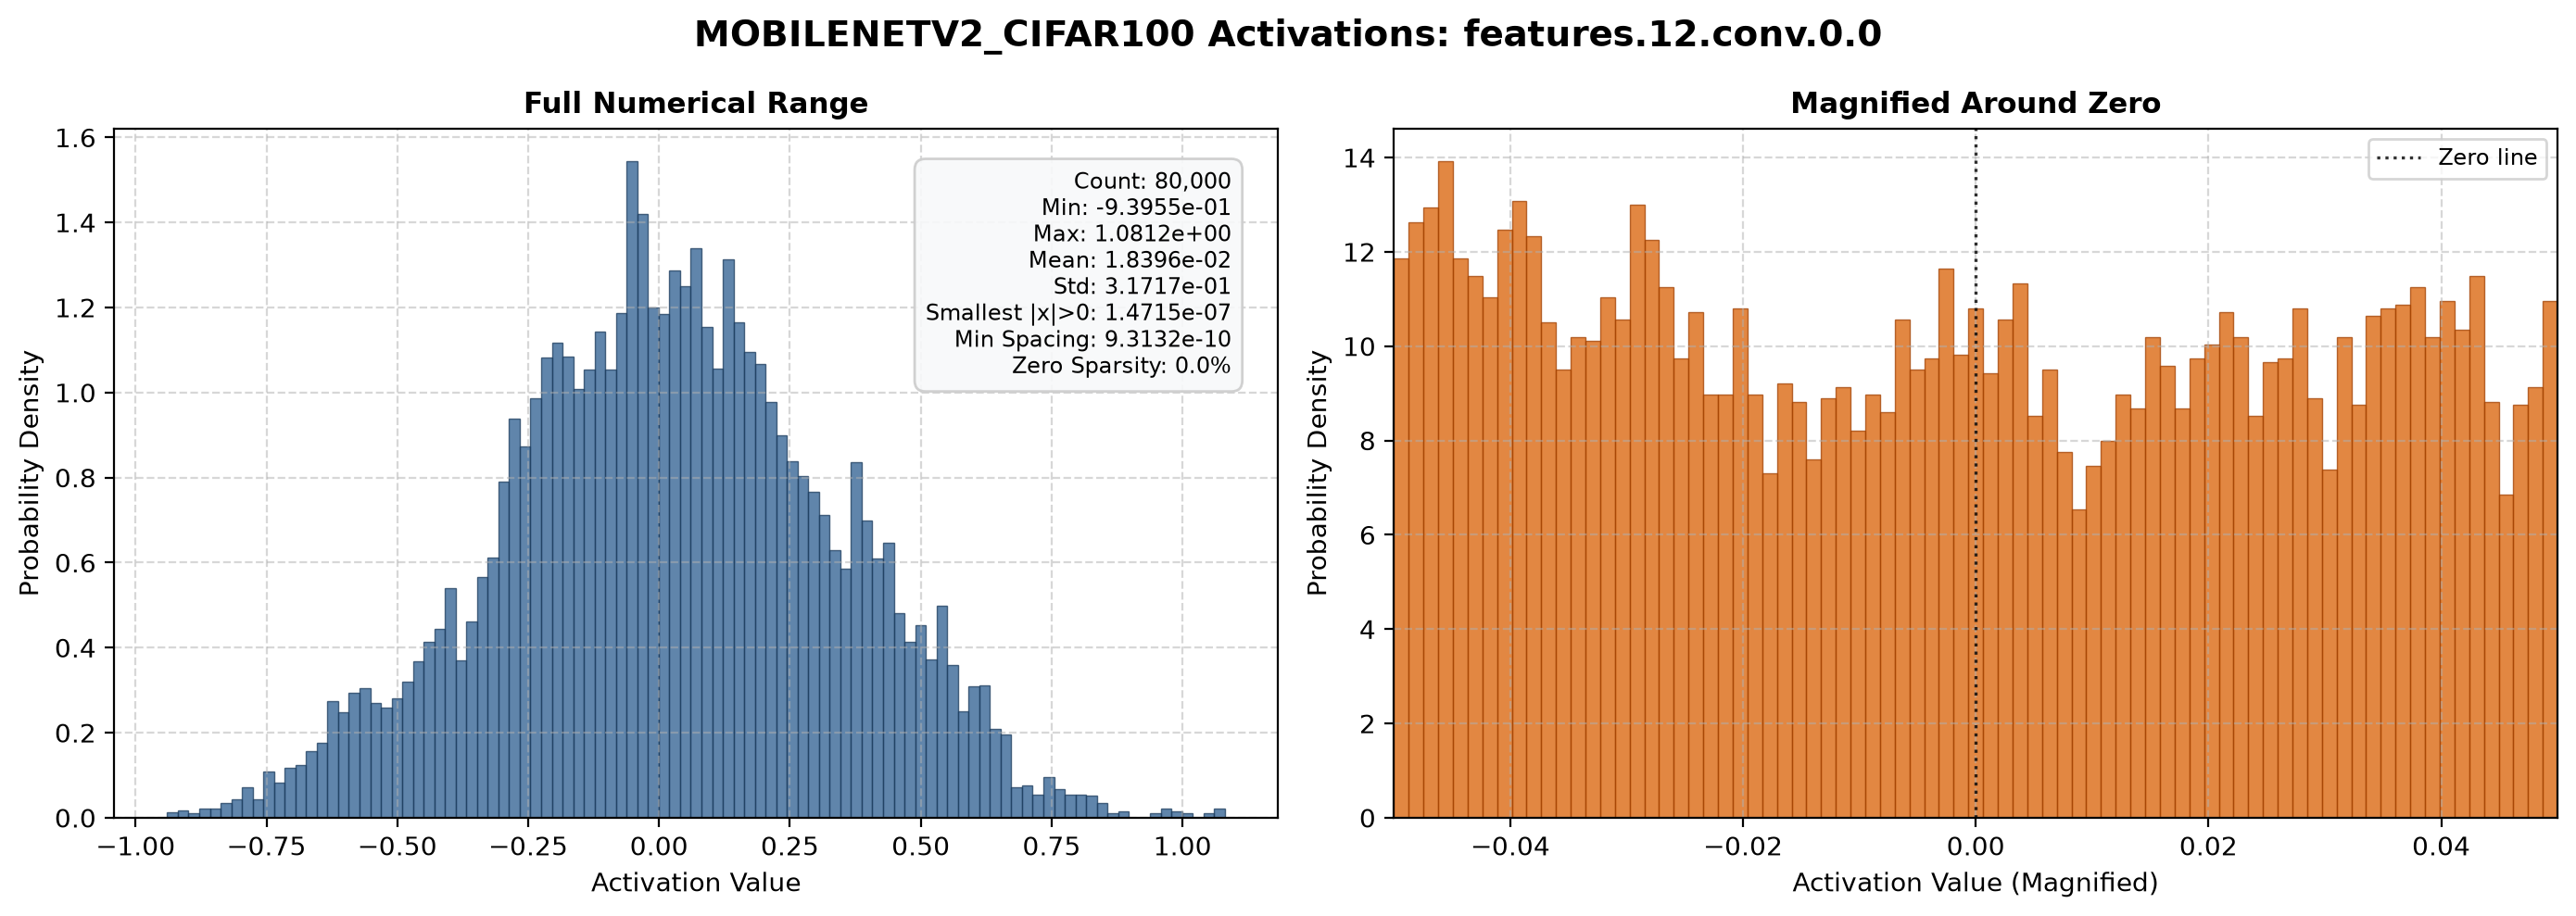 MOBILENETV2_CIFAR100 Activations: features.12.conv.0.0
Full Numerical Range
Probability Density
1.6
1.4
1.2
1.0
0.8
0.6
0.4
0.2
0.0
Count: 80,000
Min: -9.3955e-01
Max: 1.0812e+00
Mean: 1.8396e-02
Std: 3.1717e-01
Smallest |x|>0: 1.4715e-07
Min Spacing: 9.3132e-10
Zero Sparsity: 0.0%
−1.00 −0.75 −0.50 −0.25 0.00 0.25 0.50 0.75 1.00
Activation Value
Magnified Around Zero
Probability Density
14
12
10
8
6
4
2
0
Zero line
−0.04 −0.02 0.00 0.02 0.04
Activation Value (Magnified)